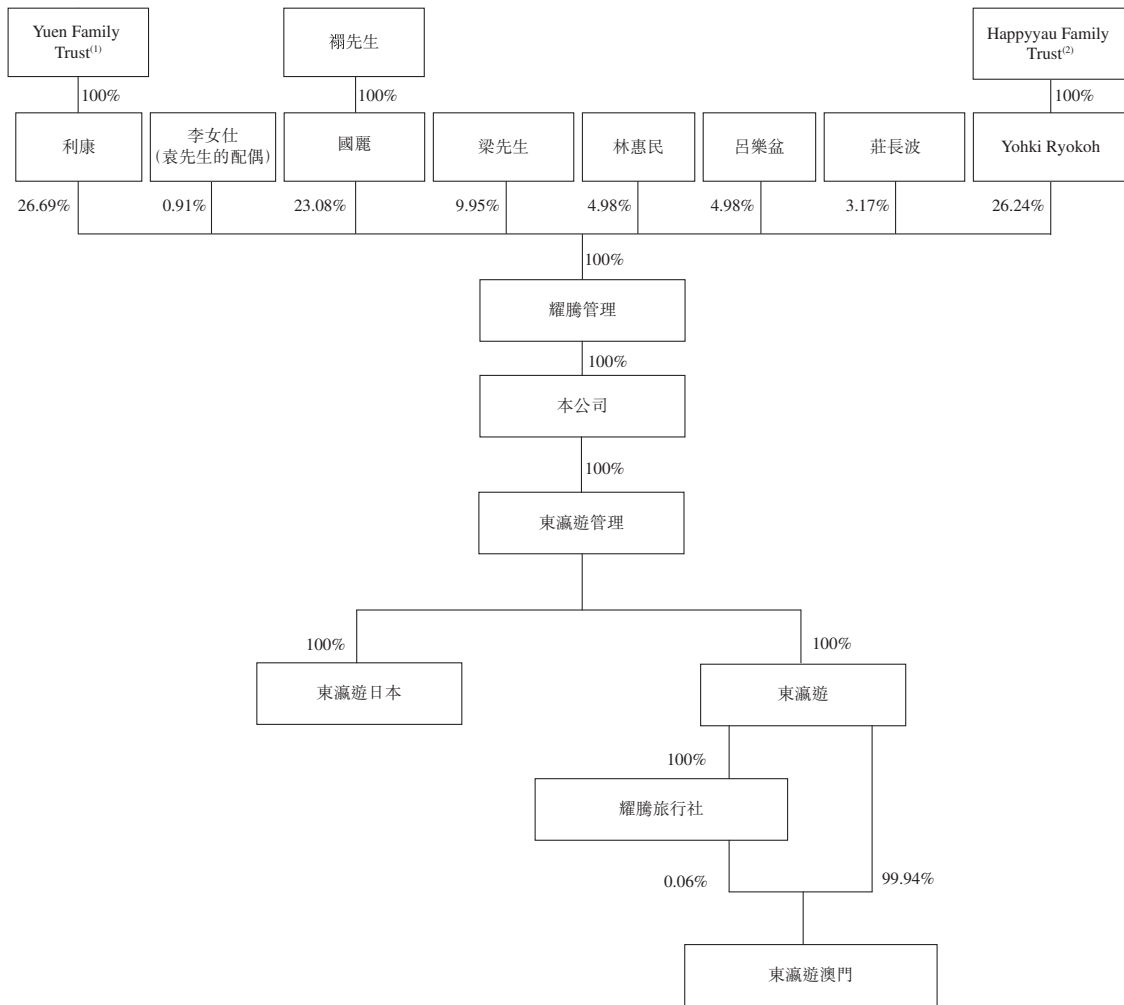 Yuen Family
Trust(1)
禤先生
Happyyau Family
Trust(2)
100%
100%
100%
利康
李女仕
(袁先生的配偶)
國麗
梁先生
林惠民
呂樂盆
莊長波
Yohki Ryokoh
26.69%
0.91%
23.08%
9.95%
4.98%
4.98%
3.17%
26.24%
100%
耀騰管理
100%
本公司
100%
東瀛遊管理
100%
100%
東瀛遊日本
東瀛遊
100%
耀騰旅行社
0.06%
99.94%
東瀛遊澳門